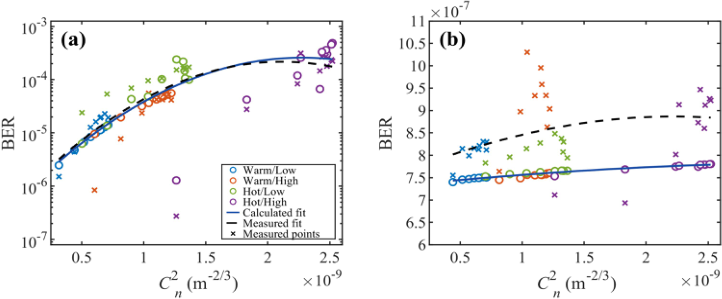 ×10⁻⁷
(a)
(b)
10⁻³
10⁻⁴
10⁻⁵
10⁻⁶
10⁻⁷
BER
Warm/Low
Warm/High
Hot/Low
Hot/High
Calculated fit
Measured fit
Measured points
0.5 1 1.5 2 2.5
Cₙ² (m⁻²/³)
×10⁻⁹
11
10.5
10
9.5
9
8.5
8
7.5
7
6.5
6
BER
0.5 1 1.5 2 2.5
Cₙ² (m⁻²/³)
×10⁻⁹